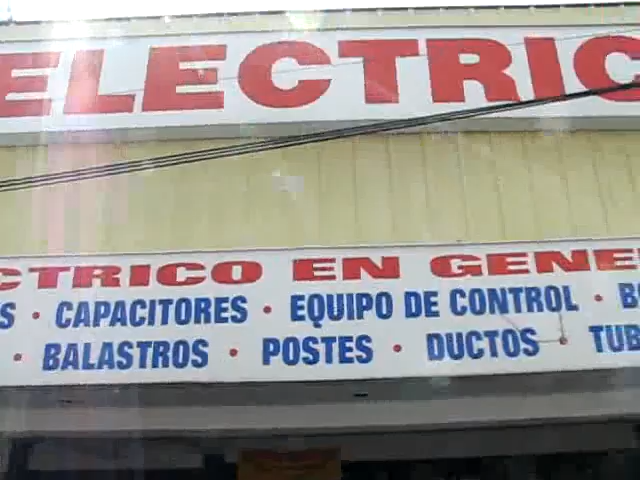 ELECTRIC
CTRICO EN GENE
S · CAPACITORES · EQUIPO DE CONTROL · B
· BALASTROS · POSTES · DUCTOS TUB